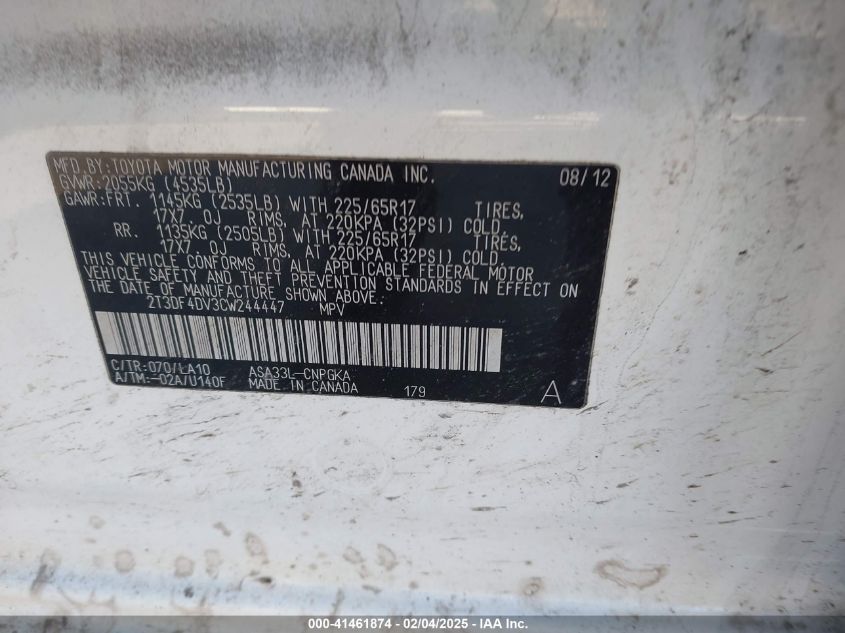 MFD.BY:TOYOTA MOTOR MANUFACTURING CANADA INC. 08/12
GVWR:2055KG (4535LB)
GAWR:FRT. 1145KG (2535LB) WITH 225/65R17 TIRES,
17X7.0J RIMS, AT 220KPA (32PSI) COLD.
RR. 1135KG (2505LB) WITH 225/65R17 TIRES,
17X7.0J RIMS, AT 220KPA (32PSI) COLD.
THIS VEHICLE CONFORMS TO ALL APPLICABLE FEDERAL MOTOR
VEHICLE SAFETY AND THEFT PREVENTION STANDARDS IN EFFECT ON
THE DATE OF MANUFACTURE SHOWN ABOVE.
2T3DF4DV3CW244447 MPV
C/TR:070/LA10 ASA33L-CNPGKA
A/TM:-02A/U140F MADE IN CANADA 179 A
000-41461874 - 02/04/2025 - IAA Inc.